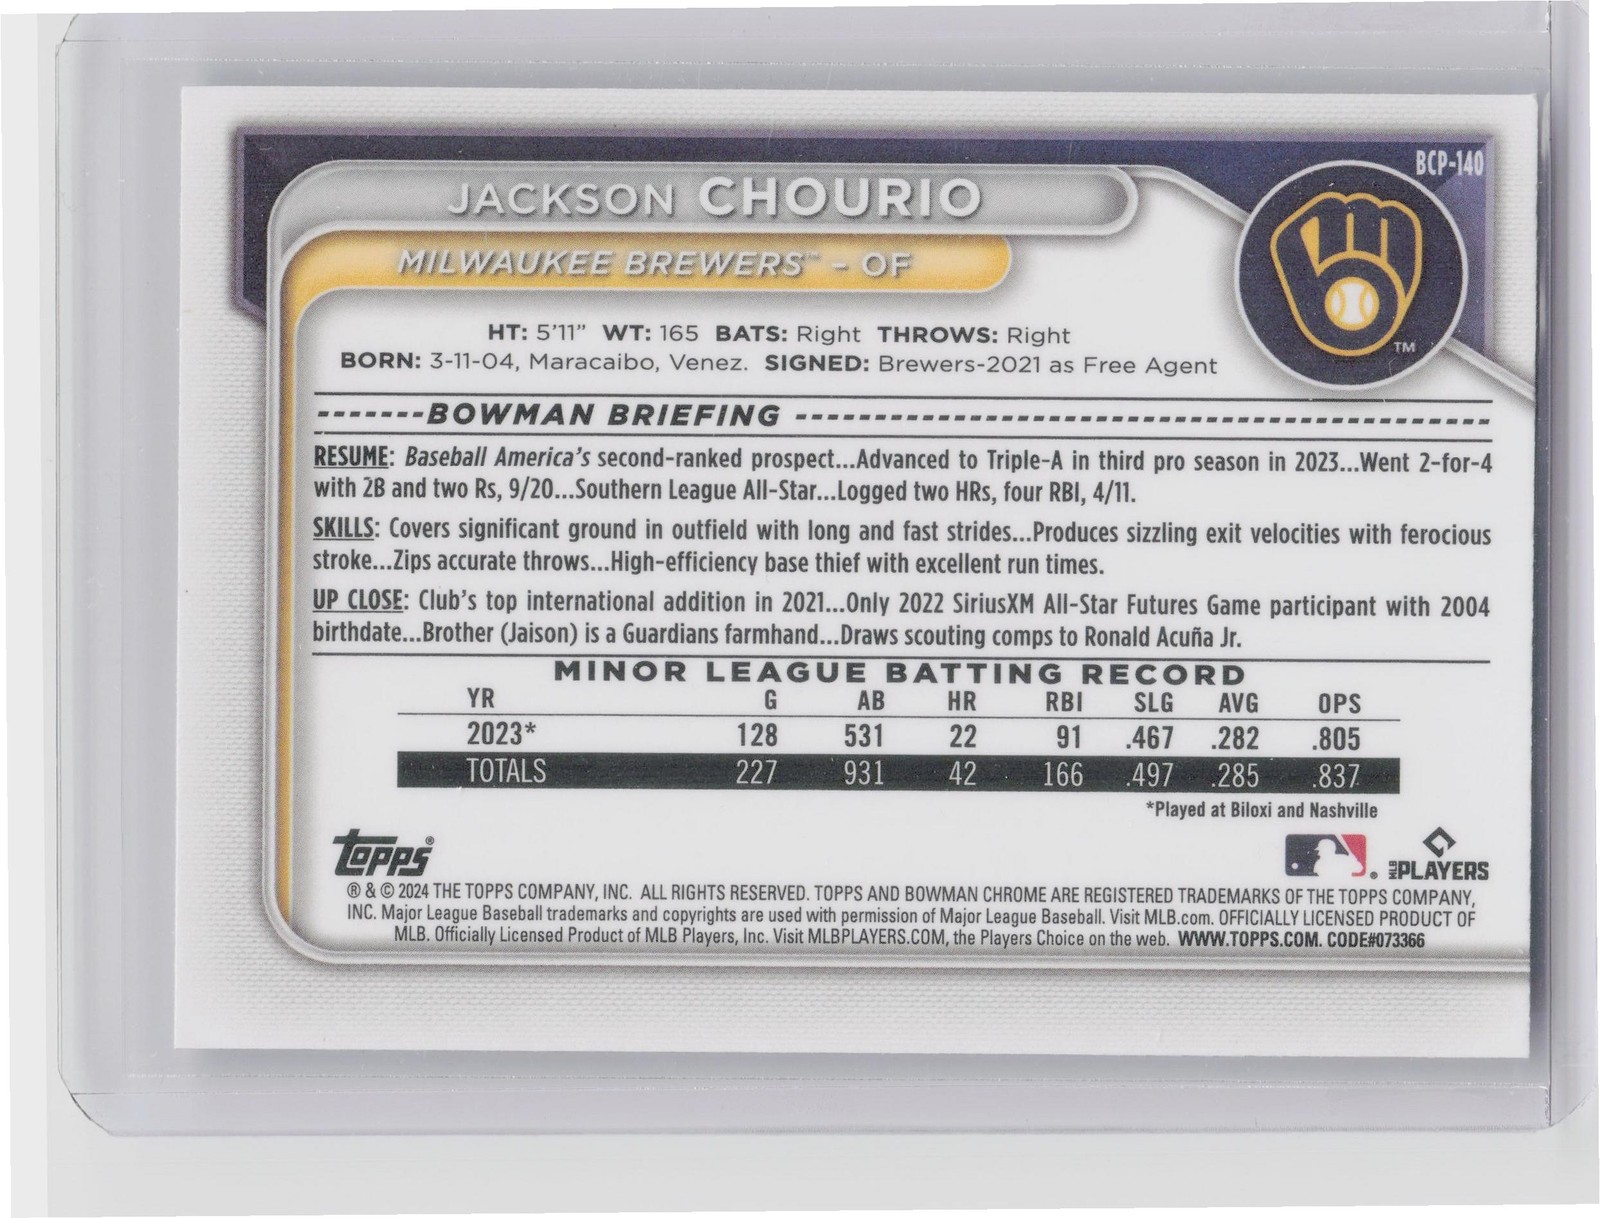 BCP-140
JACKSON CHOURIO
MILWAUKEE BREWERS™ - OF
TM
HT: 5'11" WT: 165 BATS: Right THROWS: Right
BORN: 3-11-04, Maracaibo, Venez. SIGNED: Brewers-2021 as Free Agent
-------BOWMAN BRIEFING --------------------------------------------
RESUME: Baseball America's second-ranked prospect...Advanced to Triple-A in third pro season in 2023...Went 2-for-4
with 2B and two Rs, 9/20...Southern League All-Star...Logged two HRs, four RBI, 4/11.
SKILLS: Covers significant ground in outfield with long and fast strides...Produces sizzling exit velocities with ferocious
stroke...Zips accurate throws...High-efficiency base thief with excellent run times.
UP CLOSE: Club's top international addition in 2021...Only 2022 SiriusXM All-Star Futures Game participant with 2004
birthdate...Brother (Jaison) is a Guardians farmhand...Draws scouting comps to Ronald Acuña Jr.
MINOR LEAGUE BATTING RECORD
YR G AB HR RBI SLG AVG OPS
2023* 128 531 22 91 .467 .282 .805
TOTALS 227 931 42 166 .497 .285 .837
*Played at Biloxi and Nashville
Topps®
® MLB PLAYERS
® & © 2024 THE TOPPS COMPANY, INC. ALL RIGHTS RESERVED. TOPPS AND BOWMAN CHROME ARE REGISTERED TRADEMARKS OF THE TOPPS COMPANY,
INC. Major League Baseball trademarks and copyrights are used with permission of Major League Baseball. Visit MLB.com. OFFICIALLY LICENSED PRODUCT OF
MLB. Officially Licensed Product of MLB Players, Inc. Visit MLBPLAYERS.COM, the Players Choice on the web. WWW.TOPPS.COM. CODE#073366